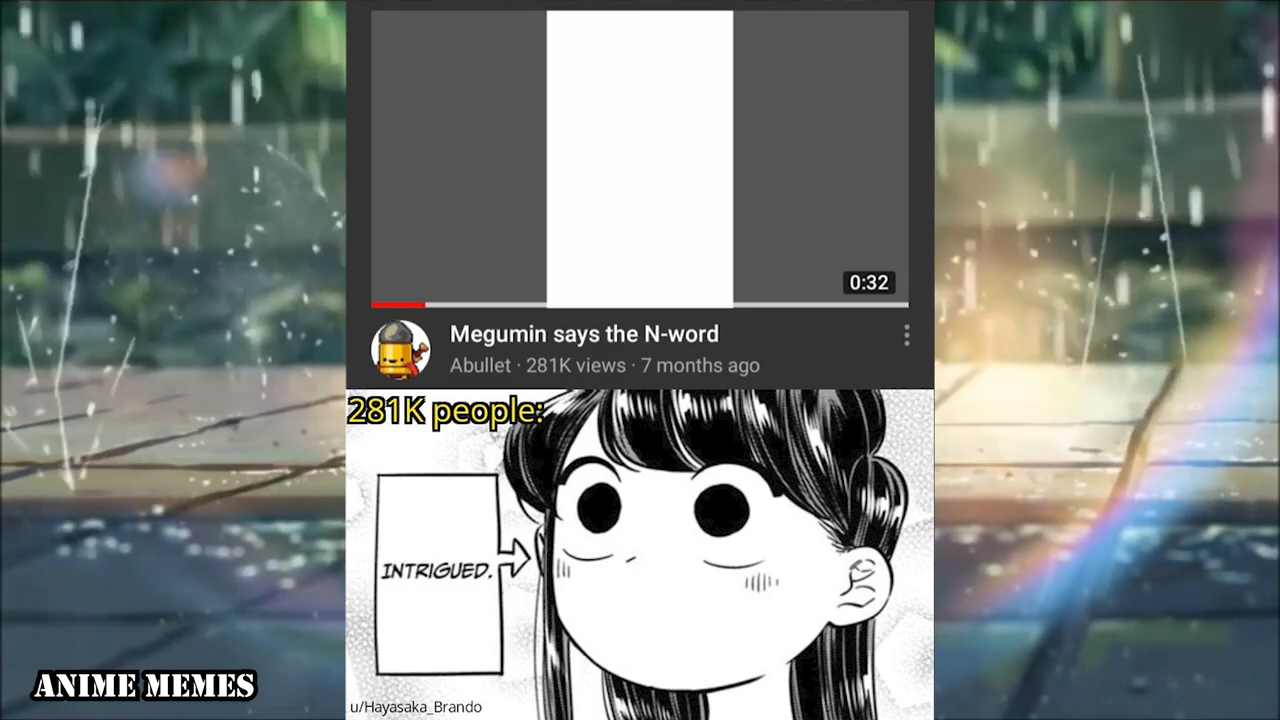 0:32
Megumin says the N-word
Abullet · 281K views · 7 months ago
281K people:
INTRIGUED.
ANIME MEMES
u/Hayasaka_Brando